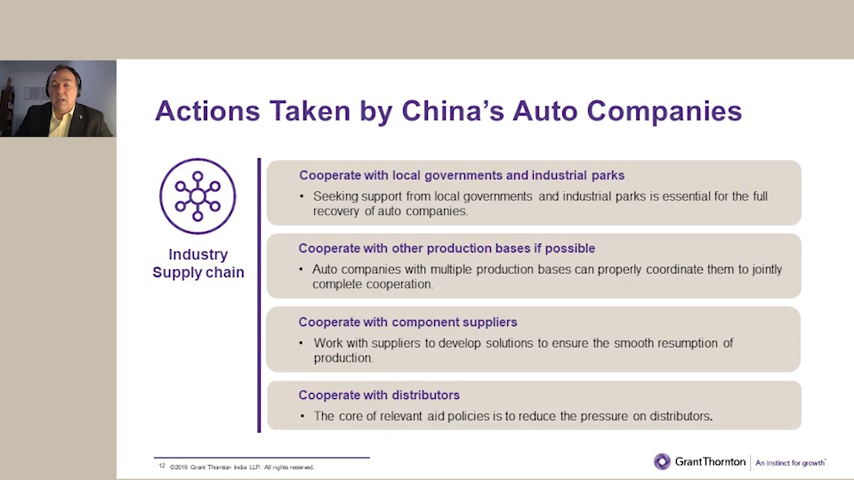 Actions Taken by China's Auto Companies
Industry
Supply chain
Cooperate with local governments and industrial parks
• Seeking support from local governments and industrial parks is essential for the full
recovery of auto companies.
Cooperate with other production bases if possible
• Auto companies with multiple production bases can properly coordinate them to jointly
complete cooperation.
Cooperate with component suppliers
• Work with suppliers to develop solutions to ensure the smooth resumption of
production.
Cooperate with distributors
• The core of relevant aid policies is to reduce the pressure on distributors.
12 ©2019 Grant Thornton India LLP. All rights reserved.
GrantThornton | An instinct for growth™